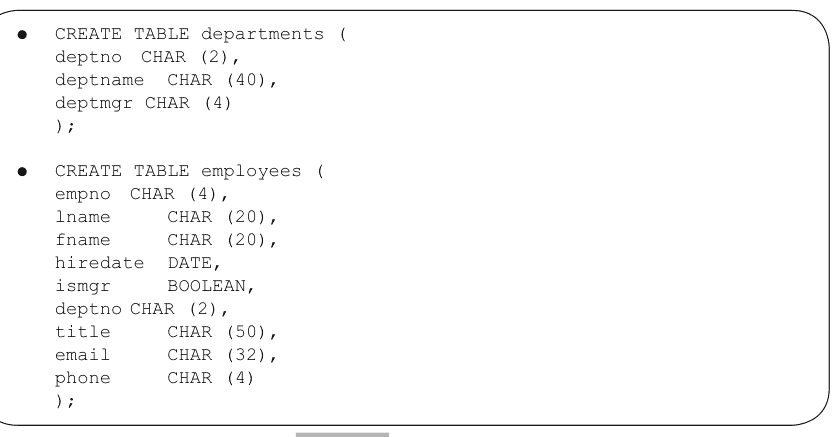 ● CREATE TABLE departments (
deptno CHAR (2),
deptname CHAR (40),
deptmgr CHAR (4)
);
● CREATE TABLE employees (
empno CHAR (4),
lname CHAR (20),
fname CHAR (20),
hiredate DATE,
ismgr BOOLEAN,
deptno CHAR (2),
title CHAR (50),
email CHAR (32),
phone CHAR (4)
);